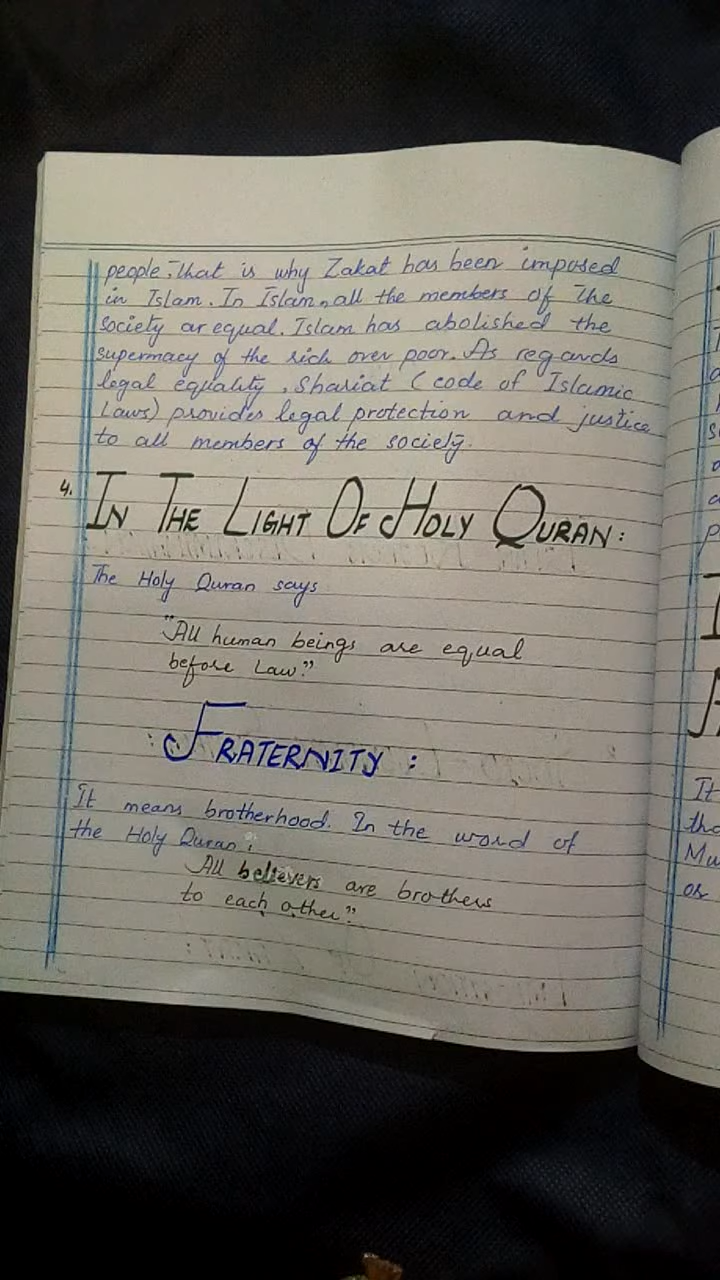 people. That is why Zakat has been imposed
in Islam. In Islam, all the members of the
society ar equal. Islam has abolished the
supermacy of the rich over poor. As regards
legal equality, Shariat (code of Islamic
Laws) provides legal protection and justice
to all members of the society.
4. IN THE LIGHT OF HOLY QURAN:
The Holy Quran says
"All human beings are equal
before Law."
: FRATERNITY :
It means brotherhood. In the word of
the Holy Quran:
All believers are brothers
to each other"
It
Mu
os